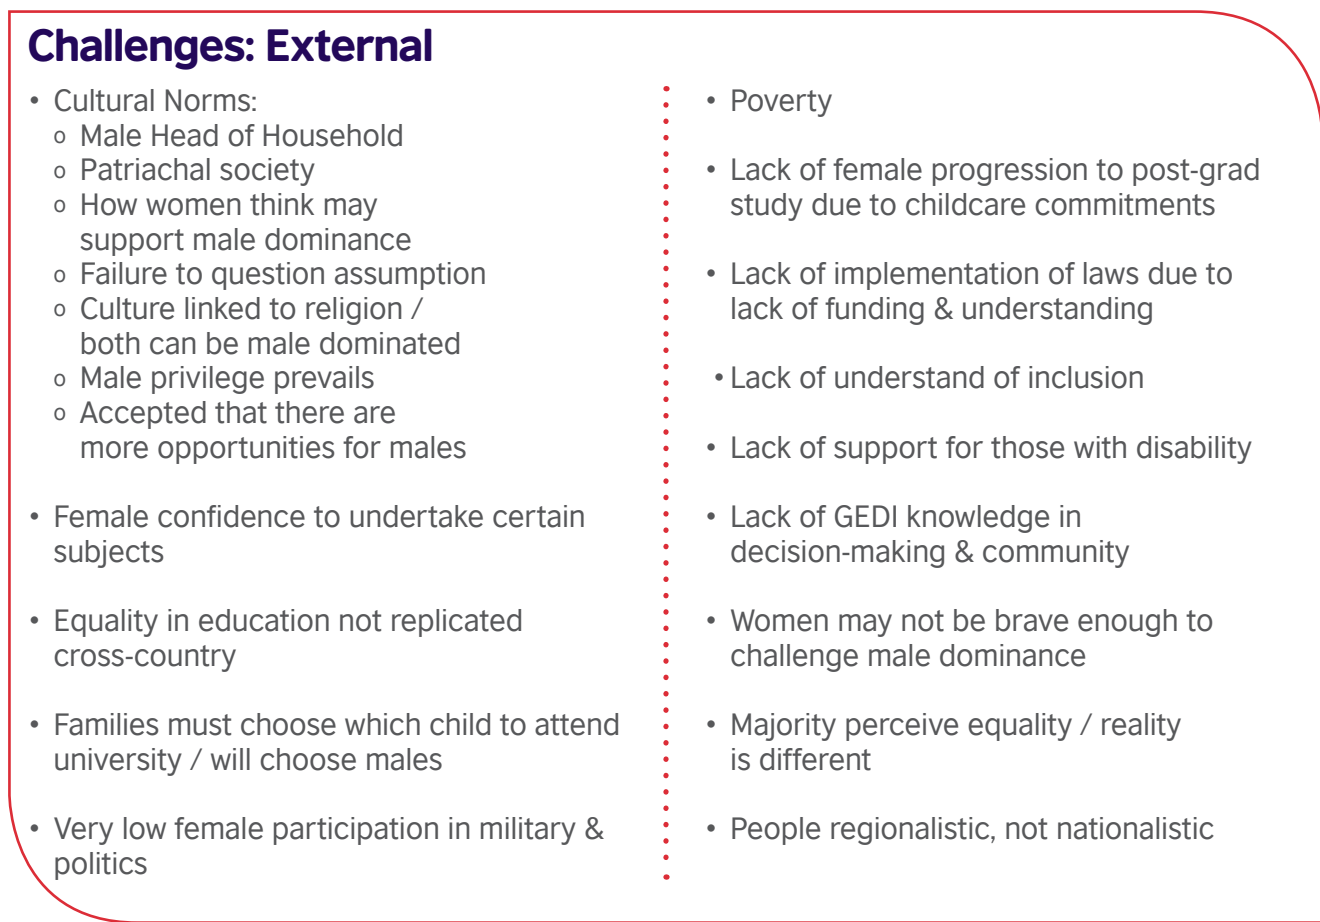 Challenges: External
• Cultural Norms:
o Male Head of Household
o Patriachal society
o How women think may
support male dominance
o Failure to question assumption
o Culture linked to religion /
both can be male dominated
o Male privilege prevails
o Accepted that there are
more opportunities for males
• Female confidence to undertake certain
subjects
• Equality in education not replicated
cross-country
• Families must choose which child to attend
university / will choose males
• Very low female participation in military &
politics
• Poverty
• Lack of female progression to post-grad
study due to childcare commitments
• Lack of implementation of laws due to
lack of funding & understanding
• Lack of understand of inclusion
• Lack of support for those with disability
• Lack of GEDI knowledge in
decision-making & community
• Women may not be brave enough to
challenge male dominance
• Majority perceive equality / reality
is different
• People regionalistic, not nationalistic